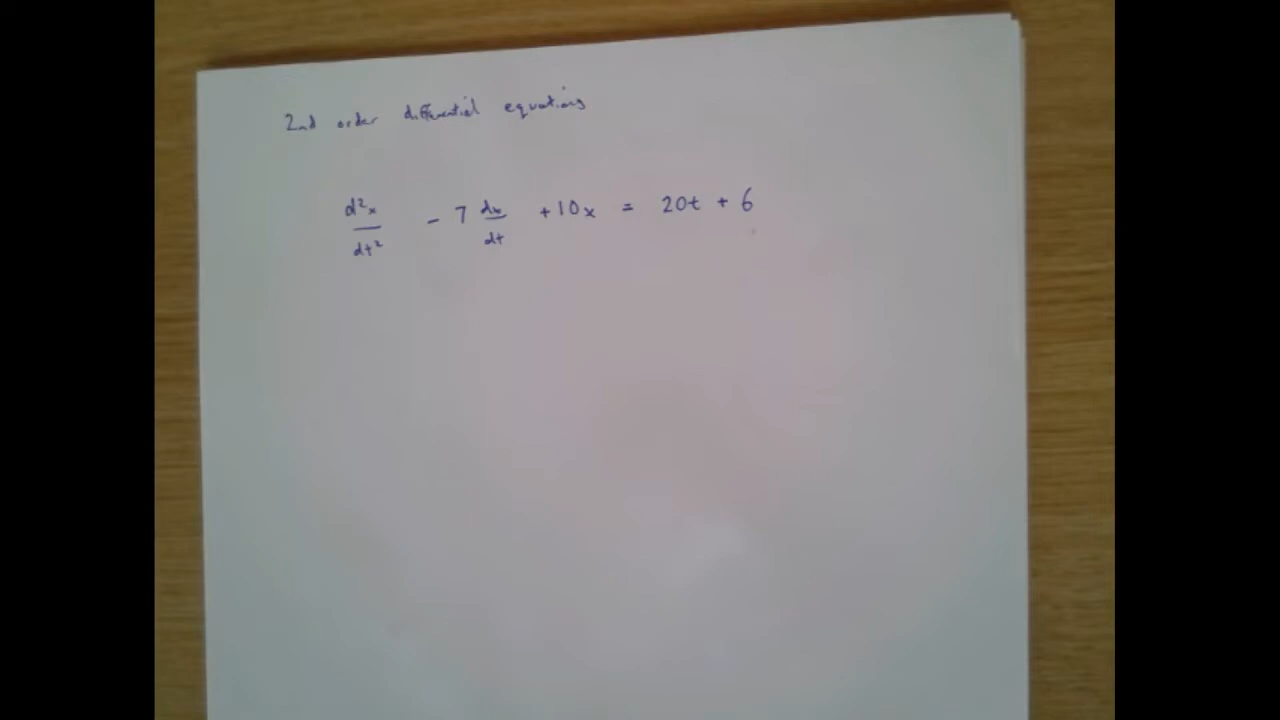 2nd order differential equations
d²x/dt² - 7 dx/dt + 10x = 20t + 6